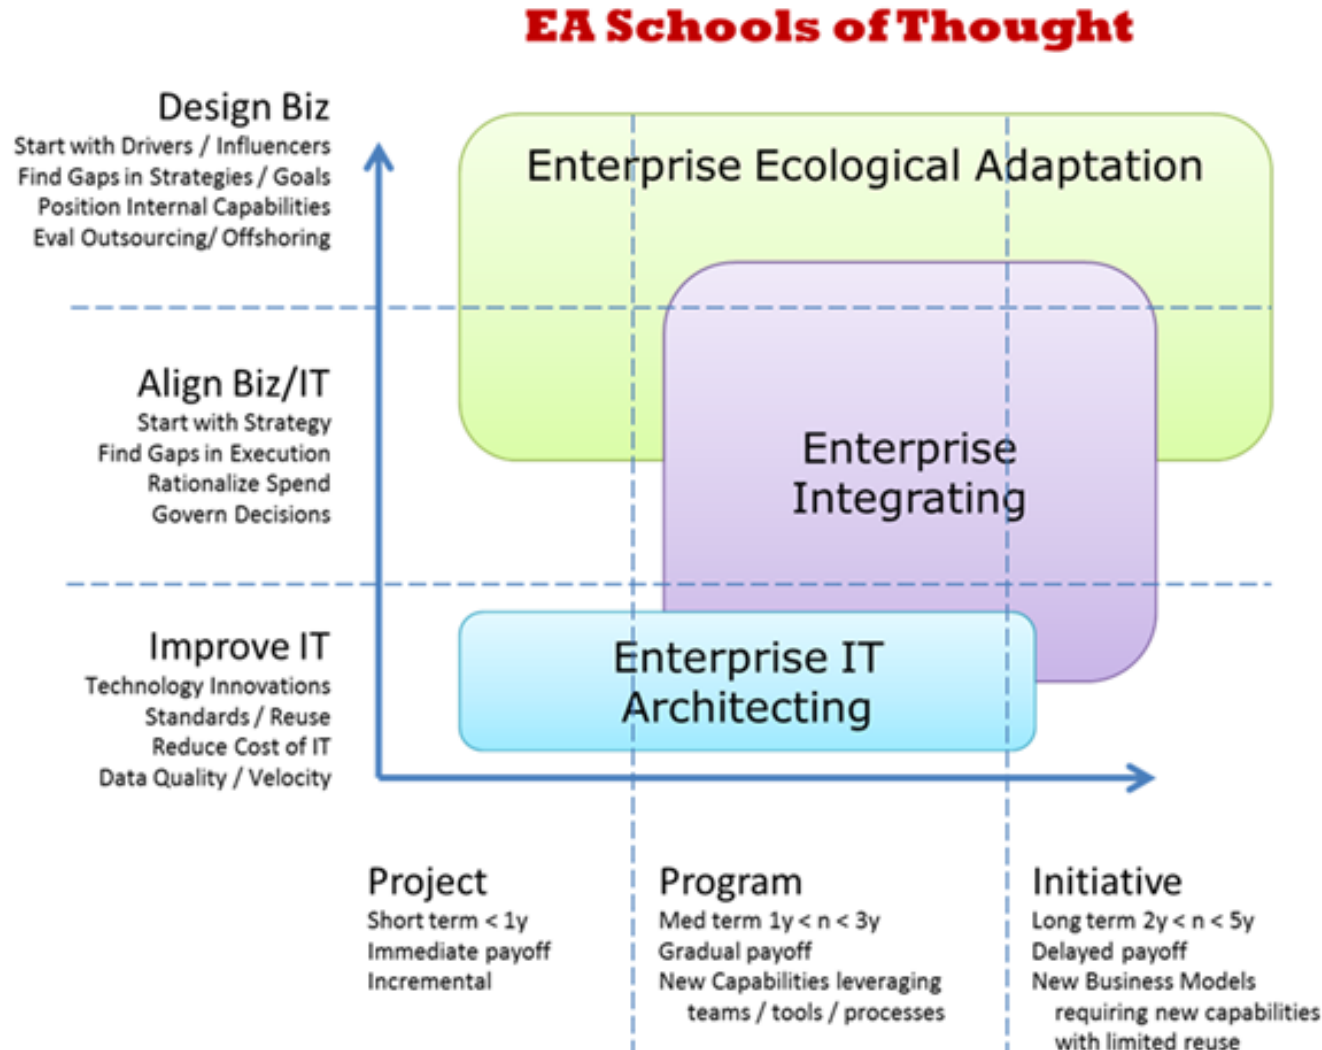 EA Schools of Thought
Design Biz
Start with Drivers / Influencers
Find Gaps in Strategies / Goals
Position Internal Capabilities
Eval Outsourcing/ Offshoring
Enterprise Ecological Adaptation
Align Biz/IT
Start with Strategy
Find Gaps in Execution
Rationalize Spend
Govern Decisions
Enterprise
Integrating
Improve IT
Technology Innovations
Standards / Reuse
Reduce Cost of IT
Data Quality / Velocity
Enterprise IT
Architecting
Project
Short term < 1y
Immediate payoff
Incremental
Program
Med term 1y < n < 3y
Gradual payoff
New Capabilities leveraging
teams / tools / processes
Initiative
Long term 2y < n < 5y
Delayed payoff
New Business Models
requiring new capabilities
with limited reuse